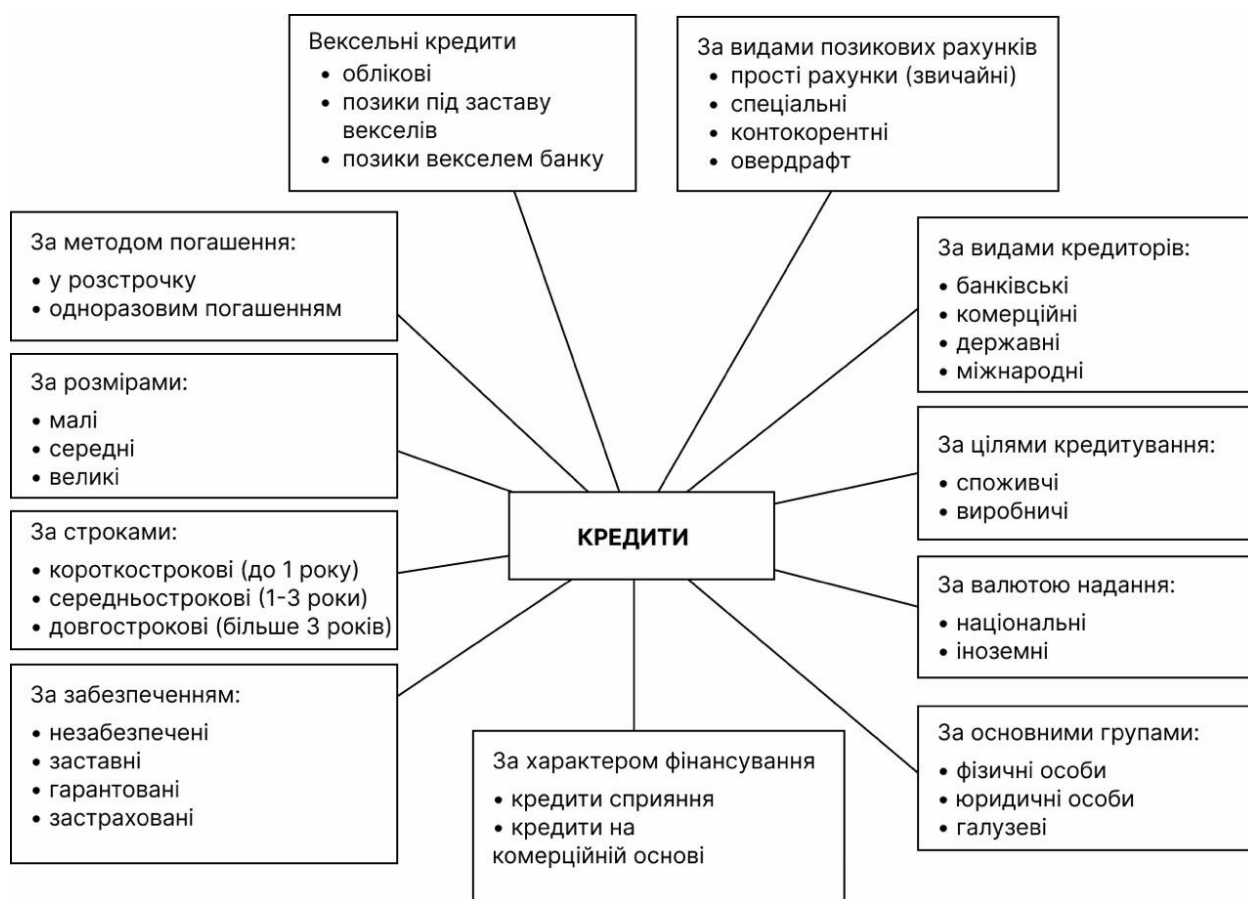 Вексельні кредити
• облікові
• позики під заставу
векселів
• позики векселем банку
За видами позикових рахунків
• прості рахунки (звичайні)
• спеціальні
• контокорентні
• овердрафт
За методом погашення:
• у розстрочку
• одноразовим погашенням
За розмірами:
• малі
• середні
• великі
За строками:
• короткострокові (до 1 року)
• середньострокові (1-3 роки)
• довгострокові (більше 3 років)
За забезпеченням:
• незабезпечені
• заставні
• гарантовані
• застраховані
КРЕДИТИ
За характером фінансування
• кредити сприяння
• кредити на
комерційній основі
За видами кредиторів:
• банківські
• комерційні
• державні
• міжнародні
За цілями кредитування:
• споживчі
• виробничі
За валютою надання:
• національні
• іноземні
За основними групами:
• фізичні особи
• юридичні особи
• галузеві